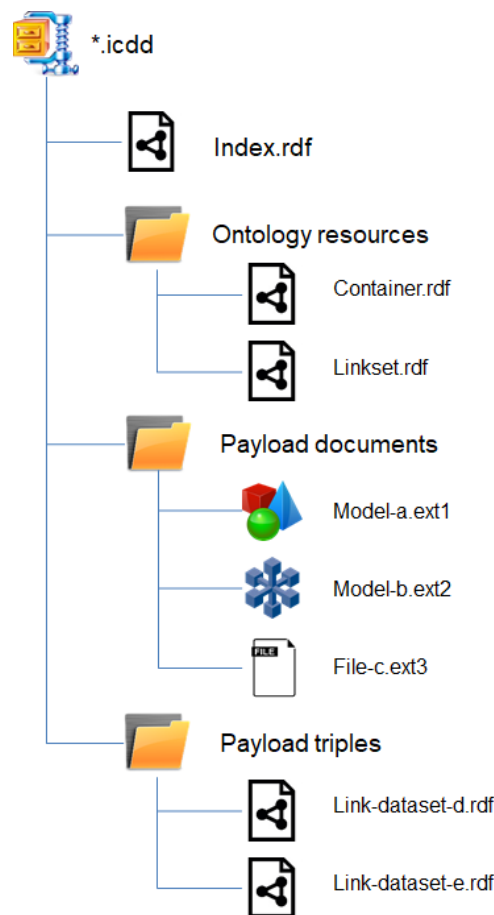 *.icdd
Index.rdf
Ontology resources
Container.rdf
Linkset.rdf
Payload documents
Model-a.ext1
Model-b.ext2
FILE
File-c.ext3
Payload triples
Link-dataset-d.rdf
Link-dataset-e.rdf